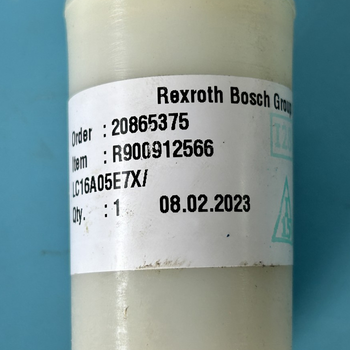 Rexroth Bosch Group
Order : 20865375
Item : R900912566
LC16A05E7X/
Qty. : 1 08.02.2023